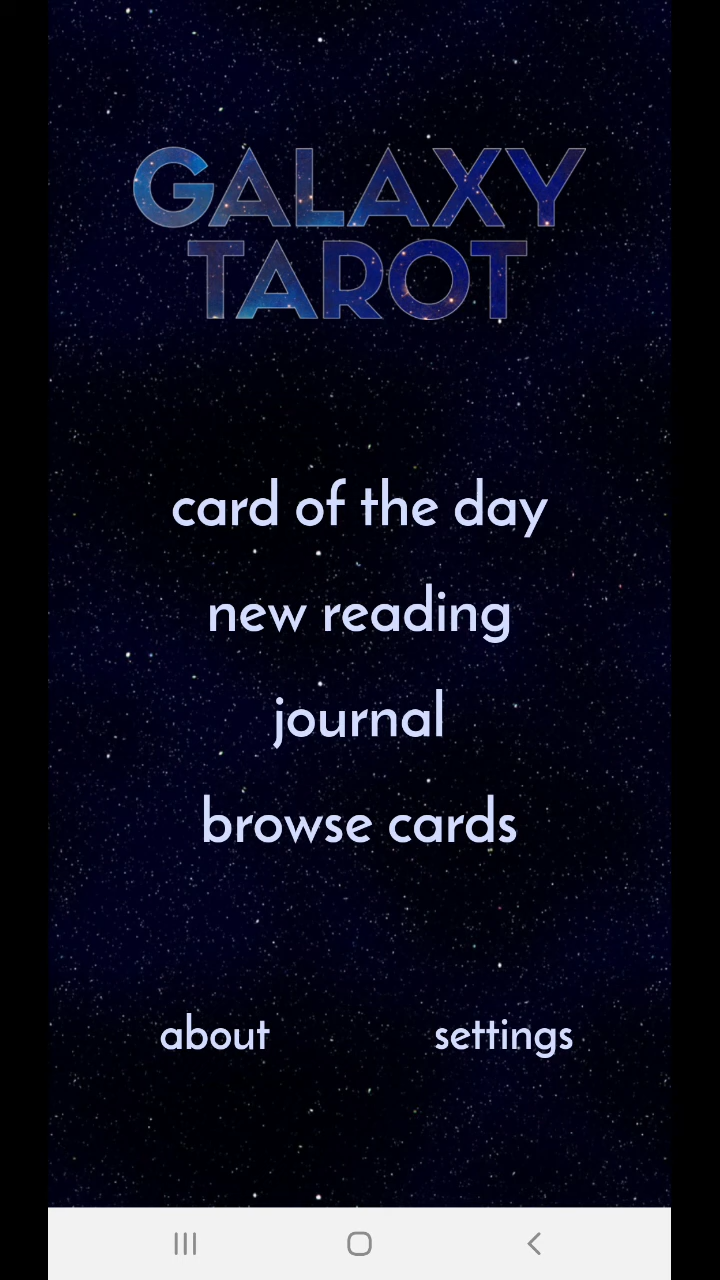 GALAXY
TAROT
card of the day
new reading
journal
browse cards
about settings